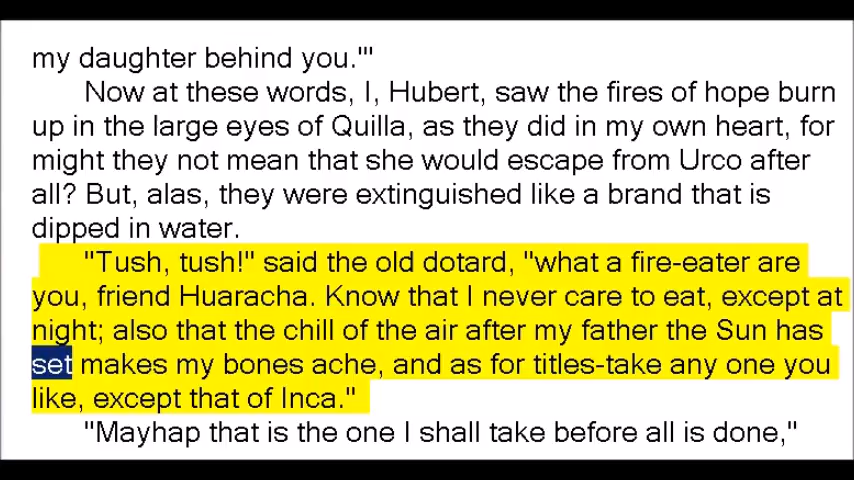 my daughter behind you.'"
Now at these words, I, Hubert, saw the fires of hope burn
up in the large eyes of Quilla, as they did in my own heart, for
might they not mean that she would escape from Urco after
all? But, alas, they were extinguished like a brand that is
dipped in water.
"Tush, tush!" said the old dotard, "what a fire-eater are
you, friend Huaracha. Know that I never care to eat, except at
night; also that the chill of the air after my father the Sun has
set makes my bones ache, and as for titles-take any one you
like, except that of Inca."
"Mayhap that is the one I shall take before all is done,"